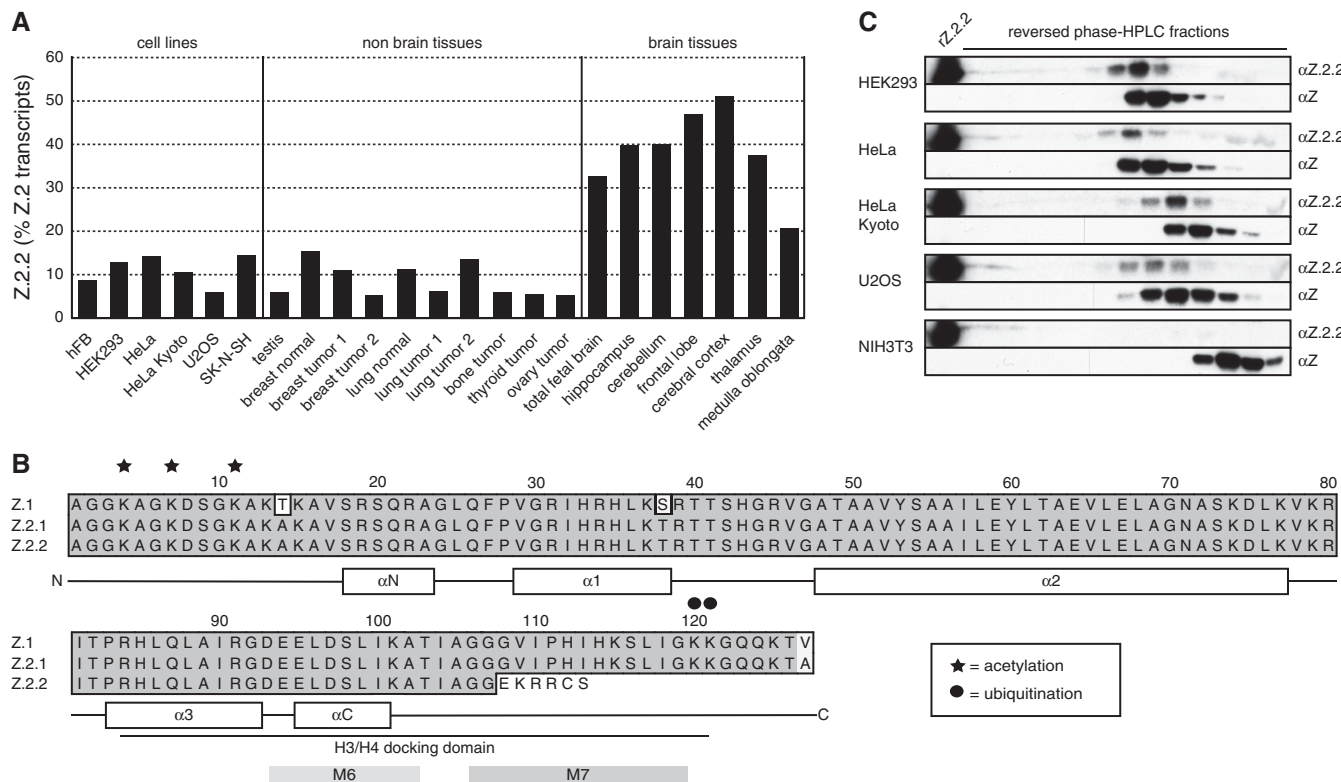 A
cell lines
non brain tissues
brain tissues
Z.2.2 (% Z.2 transcripts)
60
50
40
30
20
10
0
hFB
HEK293
HeLa
HeLa Kyoto
U2OS
SK-N-SH
testis
breast normal
breast tumor 1
breast tumor 2
lung normal
lung tumor 1
lung tumor 2
bone tumor
thyroid tumor
ovary tumor
total fetal brain
hippocampus
cerebellum
frontal lobe
cerebral cortex
thalamus
medulla oblongata
C
rZ.2.2
reversed phase-HPLC fractions
HEK293
αZ.2.2
αZ
HeLa
αZ.2.2
αZ
HeLa
Kyoto
αZ.2.2
αZ
U2OS
αZ.2.2
αZ
NIH3T3
αZ.2.2
αZ
B
10 20 30 40 50 60 70 80
Z.1 AGGKAGKDSGKAKTKAVSRSQRAGLQFPVGRIHRHLKSRTTSHGRVGATAAVYSAAILEYLTAEVLELAGNASKDLKVKR
Z.2.1 AGGKAGKDSGKAKAKAVSRSQRAGLQFPVGRIHRHLKTRTTSHGRVGATAAVYSAAILEYLTAEVLELAGNASKDLKVKR
Z.2.2 AGGKAGKDSGKAKAKAVSRSQRAGLQFPVGRIHRHLKTRTTSHGRVGATAAVYSAAILEYLTAEVLELAGNASKDLKVKR
N αN α1 α2
90 100 110 120
Z.1 ITPRHLQLAIRGDEELDSLIKATIAGGGVIPHIHKSLIGKKGQQKTV
Z.2.1 ITPRHLQLAIRGDEELDSLIKATIAGGGVIPHIHKSLIGKKGQQKTA
Z.2.2 ITPRHLQLAIRGDEELDSLIKATIAGGEKRRCS
α3 αC C
H3/H4 docking domain
M6 M7
★ = acetylation
● = ubiquitination